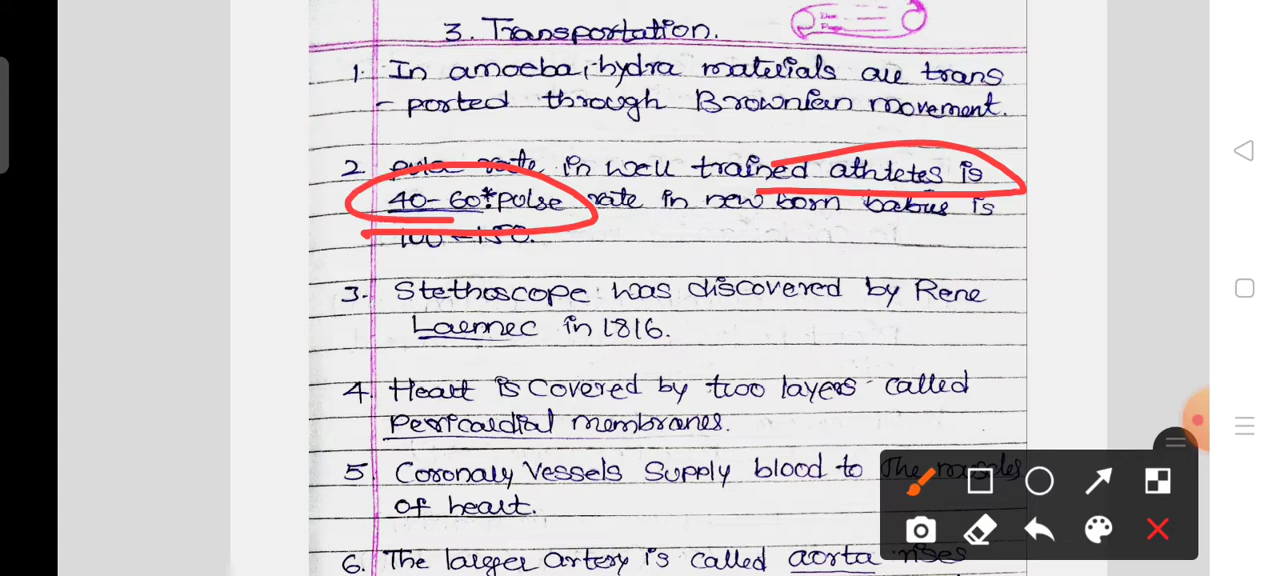 3. Transportation.
1. In amoeba, hydra materials are trans
- ported through Brownian movement.
2 pulse rate in well trained athletes is
40-60* pulse rate in new born babies is
100-150.
3. Stethoscope was discovered by Rene
Laennec in 1816.
4. Heart is covered by two layers called
Pericardial membranes.
5 Coronary Vessels supply blood to the muscles
of heart.
6. The larger artery is called aorta rises